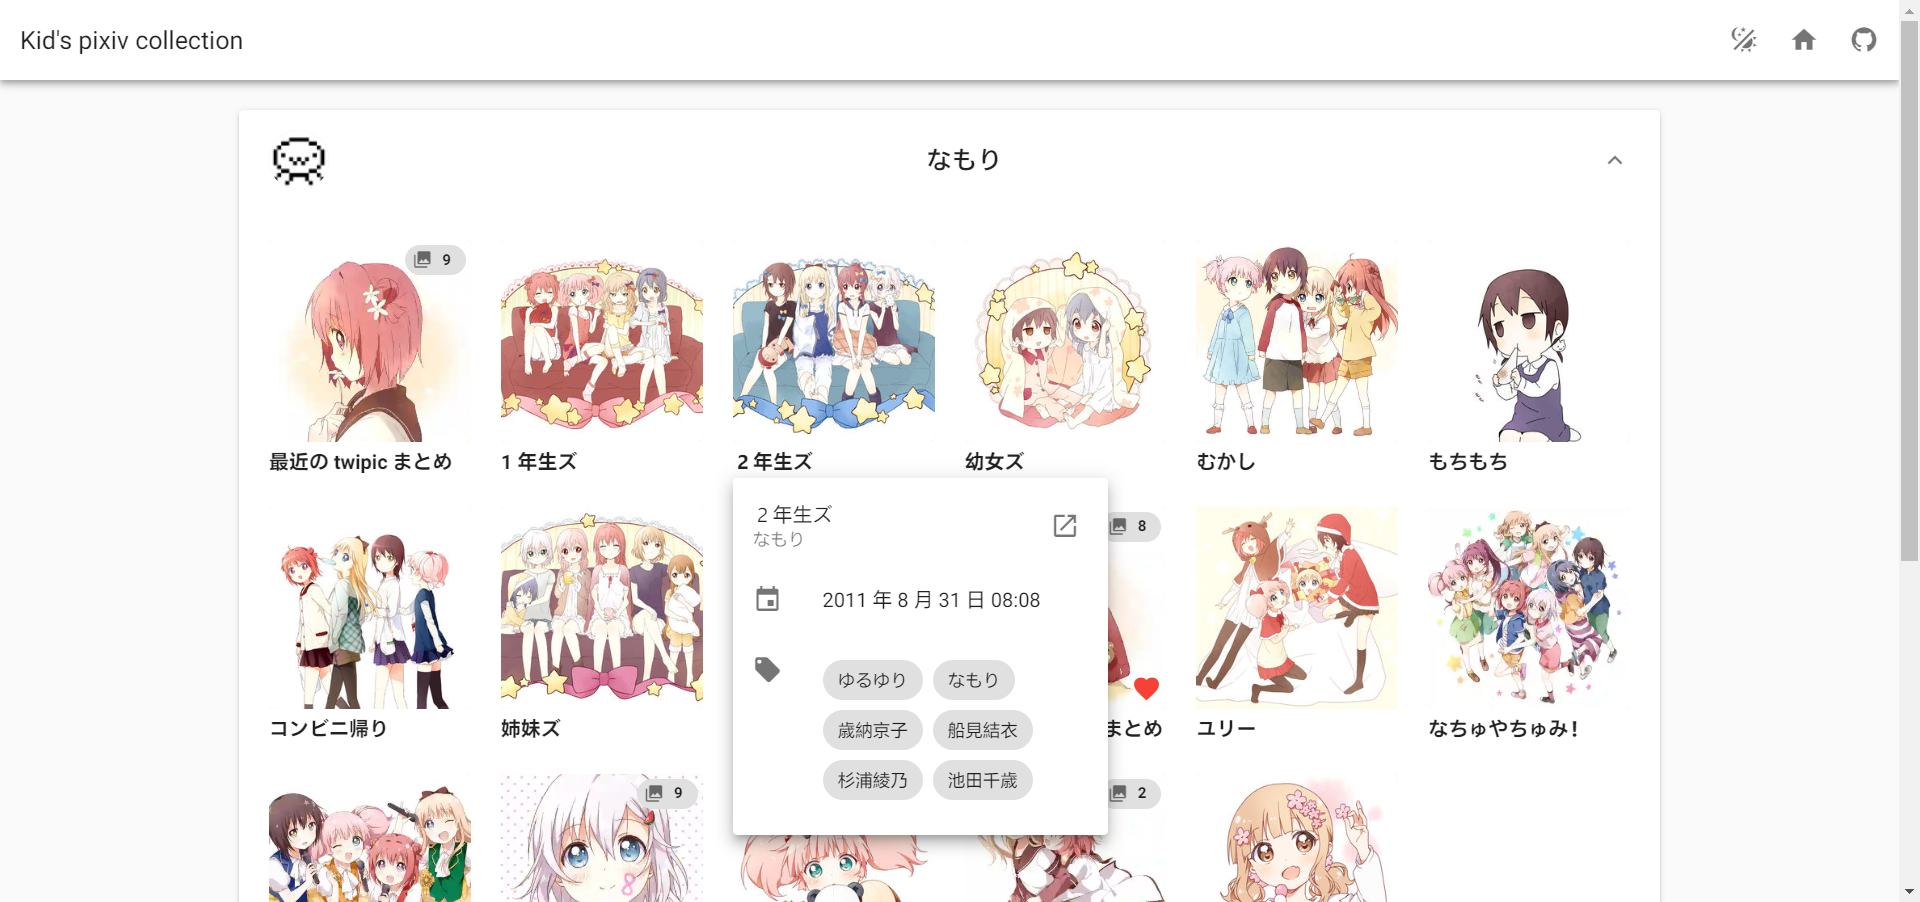 Kid's pixiv collection
なもり
9
最近の twipic まとめ
1 年生ズ
2 年生ズ
幼女ズ
むかし
もちもち
2 年生ズ
なもり
2011 年 8 月 31 日 08:08
ゆるゆり
なもり
歳納京子
船見結衣
杉浦綾乃
池田千歳
8
コンビニ帰り
姉妹ズ
まとめ
ユリー
なちゅやちゅみ！
9
2